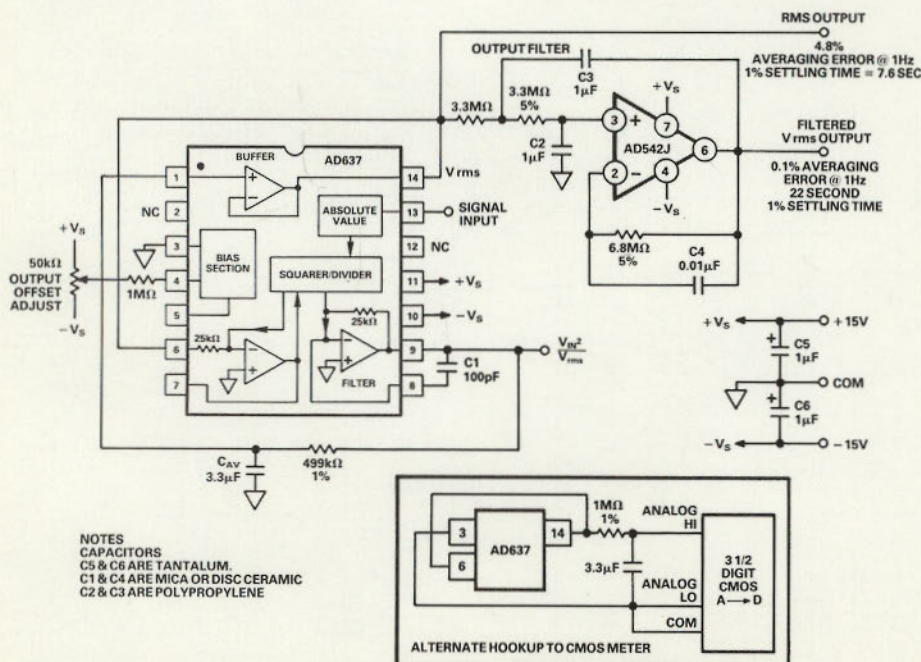 RMS OUTPUT
4.8%
AVERAGING ERROR @ 1Hz
1% SETTLING TIME = 7.6 SEC
OUTPUT FILTER
C3
1μF
3.3MΩ
3.3MΩ
5%
C2
1μF
+VS
3
+
7
AD542J
6
2
−
4
−VS
FILTERED
V rms OUTPUT
0.1% AVERAGING
ERROR @ 1Hz
22 SECOND
1% SETTLING TIME
6.8MΩ
5%
C4
0.01μF
BUFFER
AD637
1
+
−
14
V rms
NC
2
ABSOLUTE
VALUE
13
SIGNAL
INPUT
3
12
NC
+VS
50kΩ
OUTPUT
OFFSET
ADJUST
−VS
1MΩ
4
BIAS
SECTION
SQUARER/DIVIDER
11
+VS
5
10
−VS
25kΩ
25kΩ
6
−
+
−
+
9
7
FILTER
8
C1
100pF
VIN²
Vrms
CAV
3.3μF
499kΩ
1%
+VS
+15V
+
C5
1μF
COM
+
C6
1μF
−VS
−15V
NOTES
CAPACITORS
C5 & C6 ARE TANTALUM.
C1 & C4 ARE MICA OR DISC CERAMIC
C2 & C3 ARE POLYPROPYLENE
3
6
AD637
14
1MΩ
1%
3.3μF
ANALOG
HI
ANALOG
LO
COM
3 1/2
DIGIT
CMOS
A → D
ALTERNATE HOOKUP TO CMOS METER